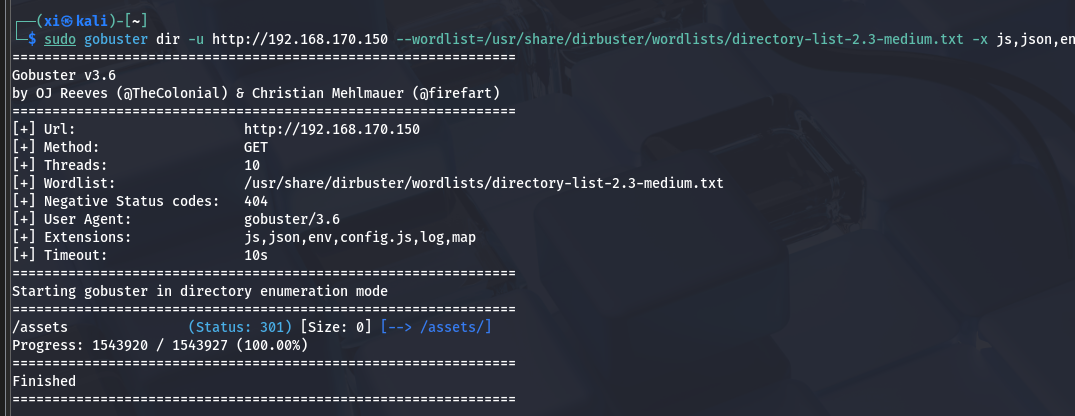 ┌──(xi㉿kali)-[~]
└─$ sudo gobuster dir -u http://192.168.170.150 --wordlist=/usr/share/dirbuster/wordlists/directory-list-2.3-medium.txt -x js,json,en
===============================================================
Gobuster v3.6
by OJ Reeves (@TheColonial) & Christian Mehlmauer (@firefart)
===============================================================
[+] Url:                     http://192.168.170.150
[+] Method:                  GET
[+] Threads:                 10
[+] Wordlist:                /usr/share/dirbuster/wordlists/directory-list-2.3-medium.txt
[+] Negative Status codes:   404
[+] User Agent:              gobuster/3.6
[+] Extensions:              js,json,env,config.js,log,map
[+] Timeout:                 10s
===============================================================
Starting gobuster in directory enumeration mode
===============================================================
/assets               (Status: 301) [Size: 0] [--> /assets/]
Progress: 1543920 / 1543927 (100.00%)
===============================================================
Finished
===============================================================